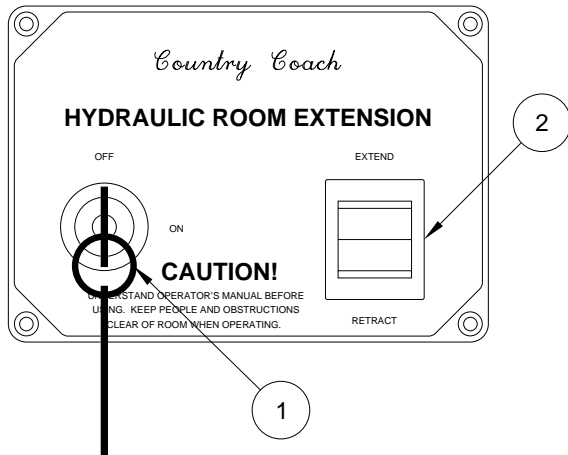 Country Coach
HYDRAULIC ROOM EXTENSION
2
OFF
EXTEND
ON
CAUTION!
UNDERSTAND OPERATOR'S MANUAL BEFORE
USING. KEEP PEOPLE AND OBSTRUCTIONS
CLEAR OF ROOM WHEN OPERATING.
RETRACT
1